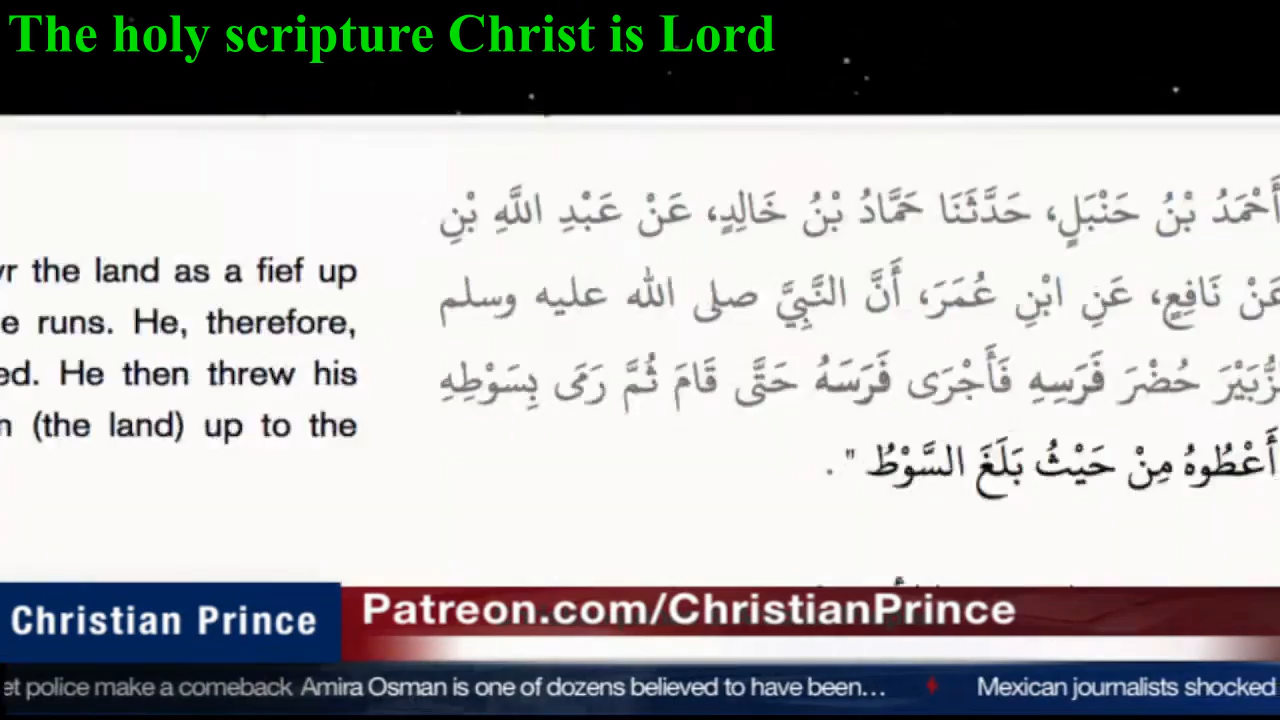 The holy scripture Christ is Lord
أَحْمَدُ بْنُ حَنْبَلٍ، حَدَّثَنَا حَمَّادُ بْنُ خَالِدٍ، عَنْ عَبْدِ اللَّهِ بْنِ
عَنْ نَافِعٍ، عَنِ ابْنِ عُمَرَ، أَنَّ النَّبِيَّ صلى الله عليه وسلم
زُّبَيْرَ حُضْرَ فَرَسِهِ فَأَجْرَى فَرَسَهُ حَتَّى قَامَ ثُمَّ رَمَى بِسَوْطِهِ
أَعْطُوهُ مِنْ حَيْثُ بَلَغَ السَّوْطُ " .
yr the land as a fief up
e runs. He, therefore,
ed. He then threw his
m (the land) up to the
Christian Prince
Patreon.com/ChristianPrince
et police make a comeback Amira Osman is one of dozens believed to have been... Mexican journalists shocked